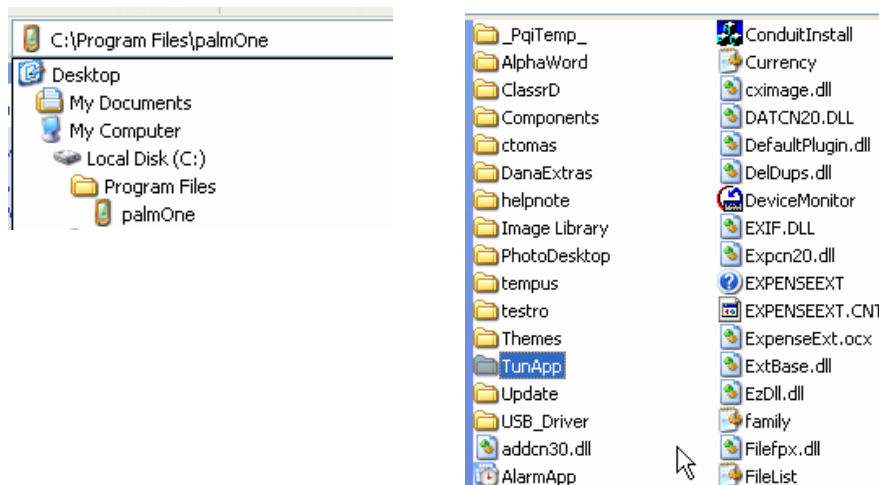 C:\Program Files\palmOne
Desktop
My Documents
My Computer
Local Disk (C:)
Program Files
palmOne
_PqiTemp_
AlphaWord
ClassrD
Components
ctomas
DanaExtras
helpnote
Image Library
PhotoDesktop
tempus
testro
Themes
TunApp
Update
USB_Driver
addcn30.dll
AlarmApp
ConduitInstall
Currency
cximage.dll
DATCN20.DLL
DefaultPlugin.dll
DelDups.dll
DeviceMonitor
EXIF.DLL
Expcn20.dll
EXPENSEEXT
EXPENSEEXT.CNT
ExpenseExt.ocx
ExtBase.dll
EzDll.dll
family
Filefpx.dll
FileList